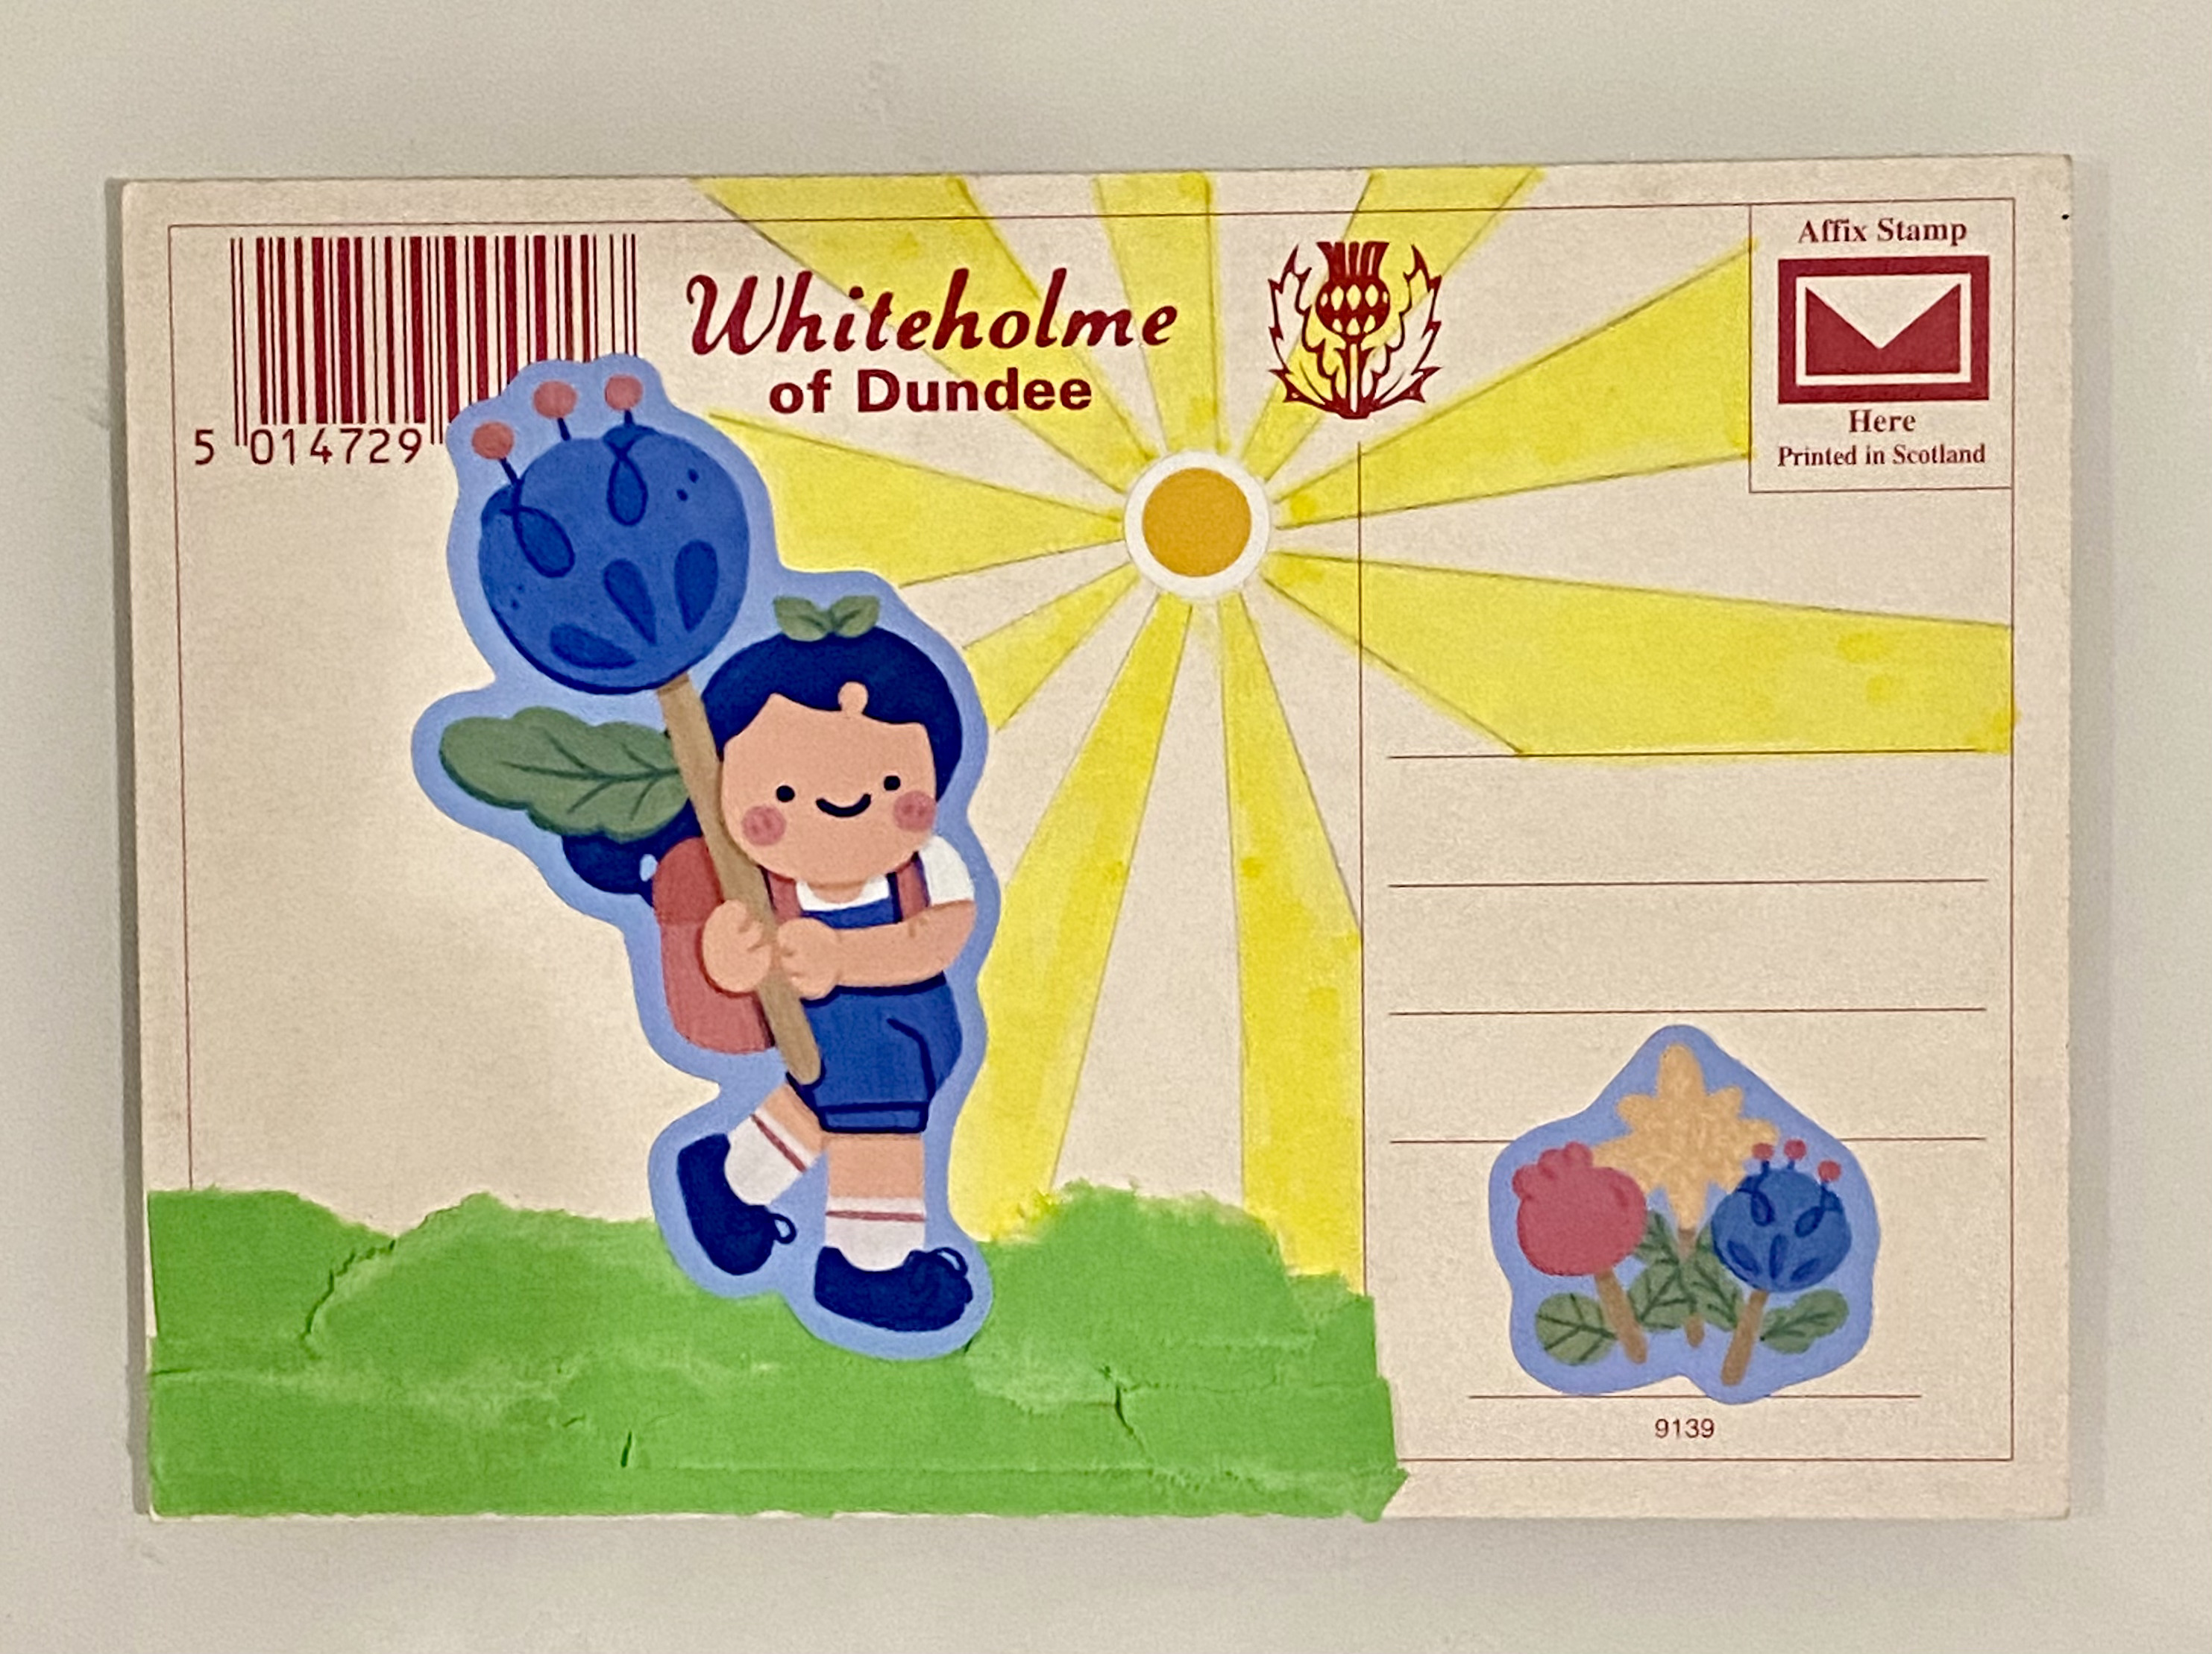 5 014729
Whiteholme
of Dundee
Affix Stamp
Here
Printed in Scotland
9139